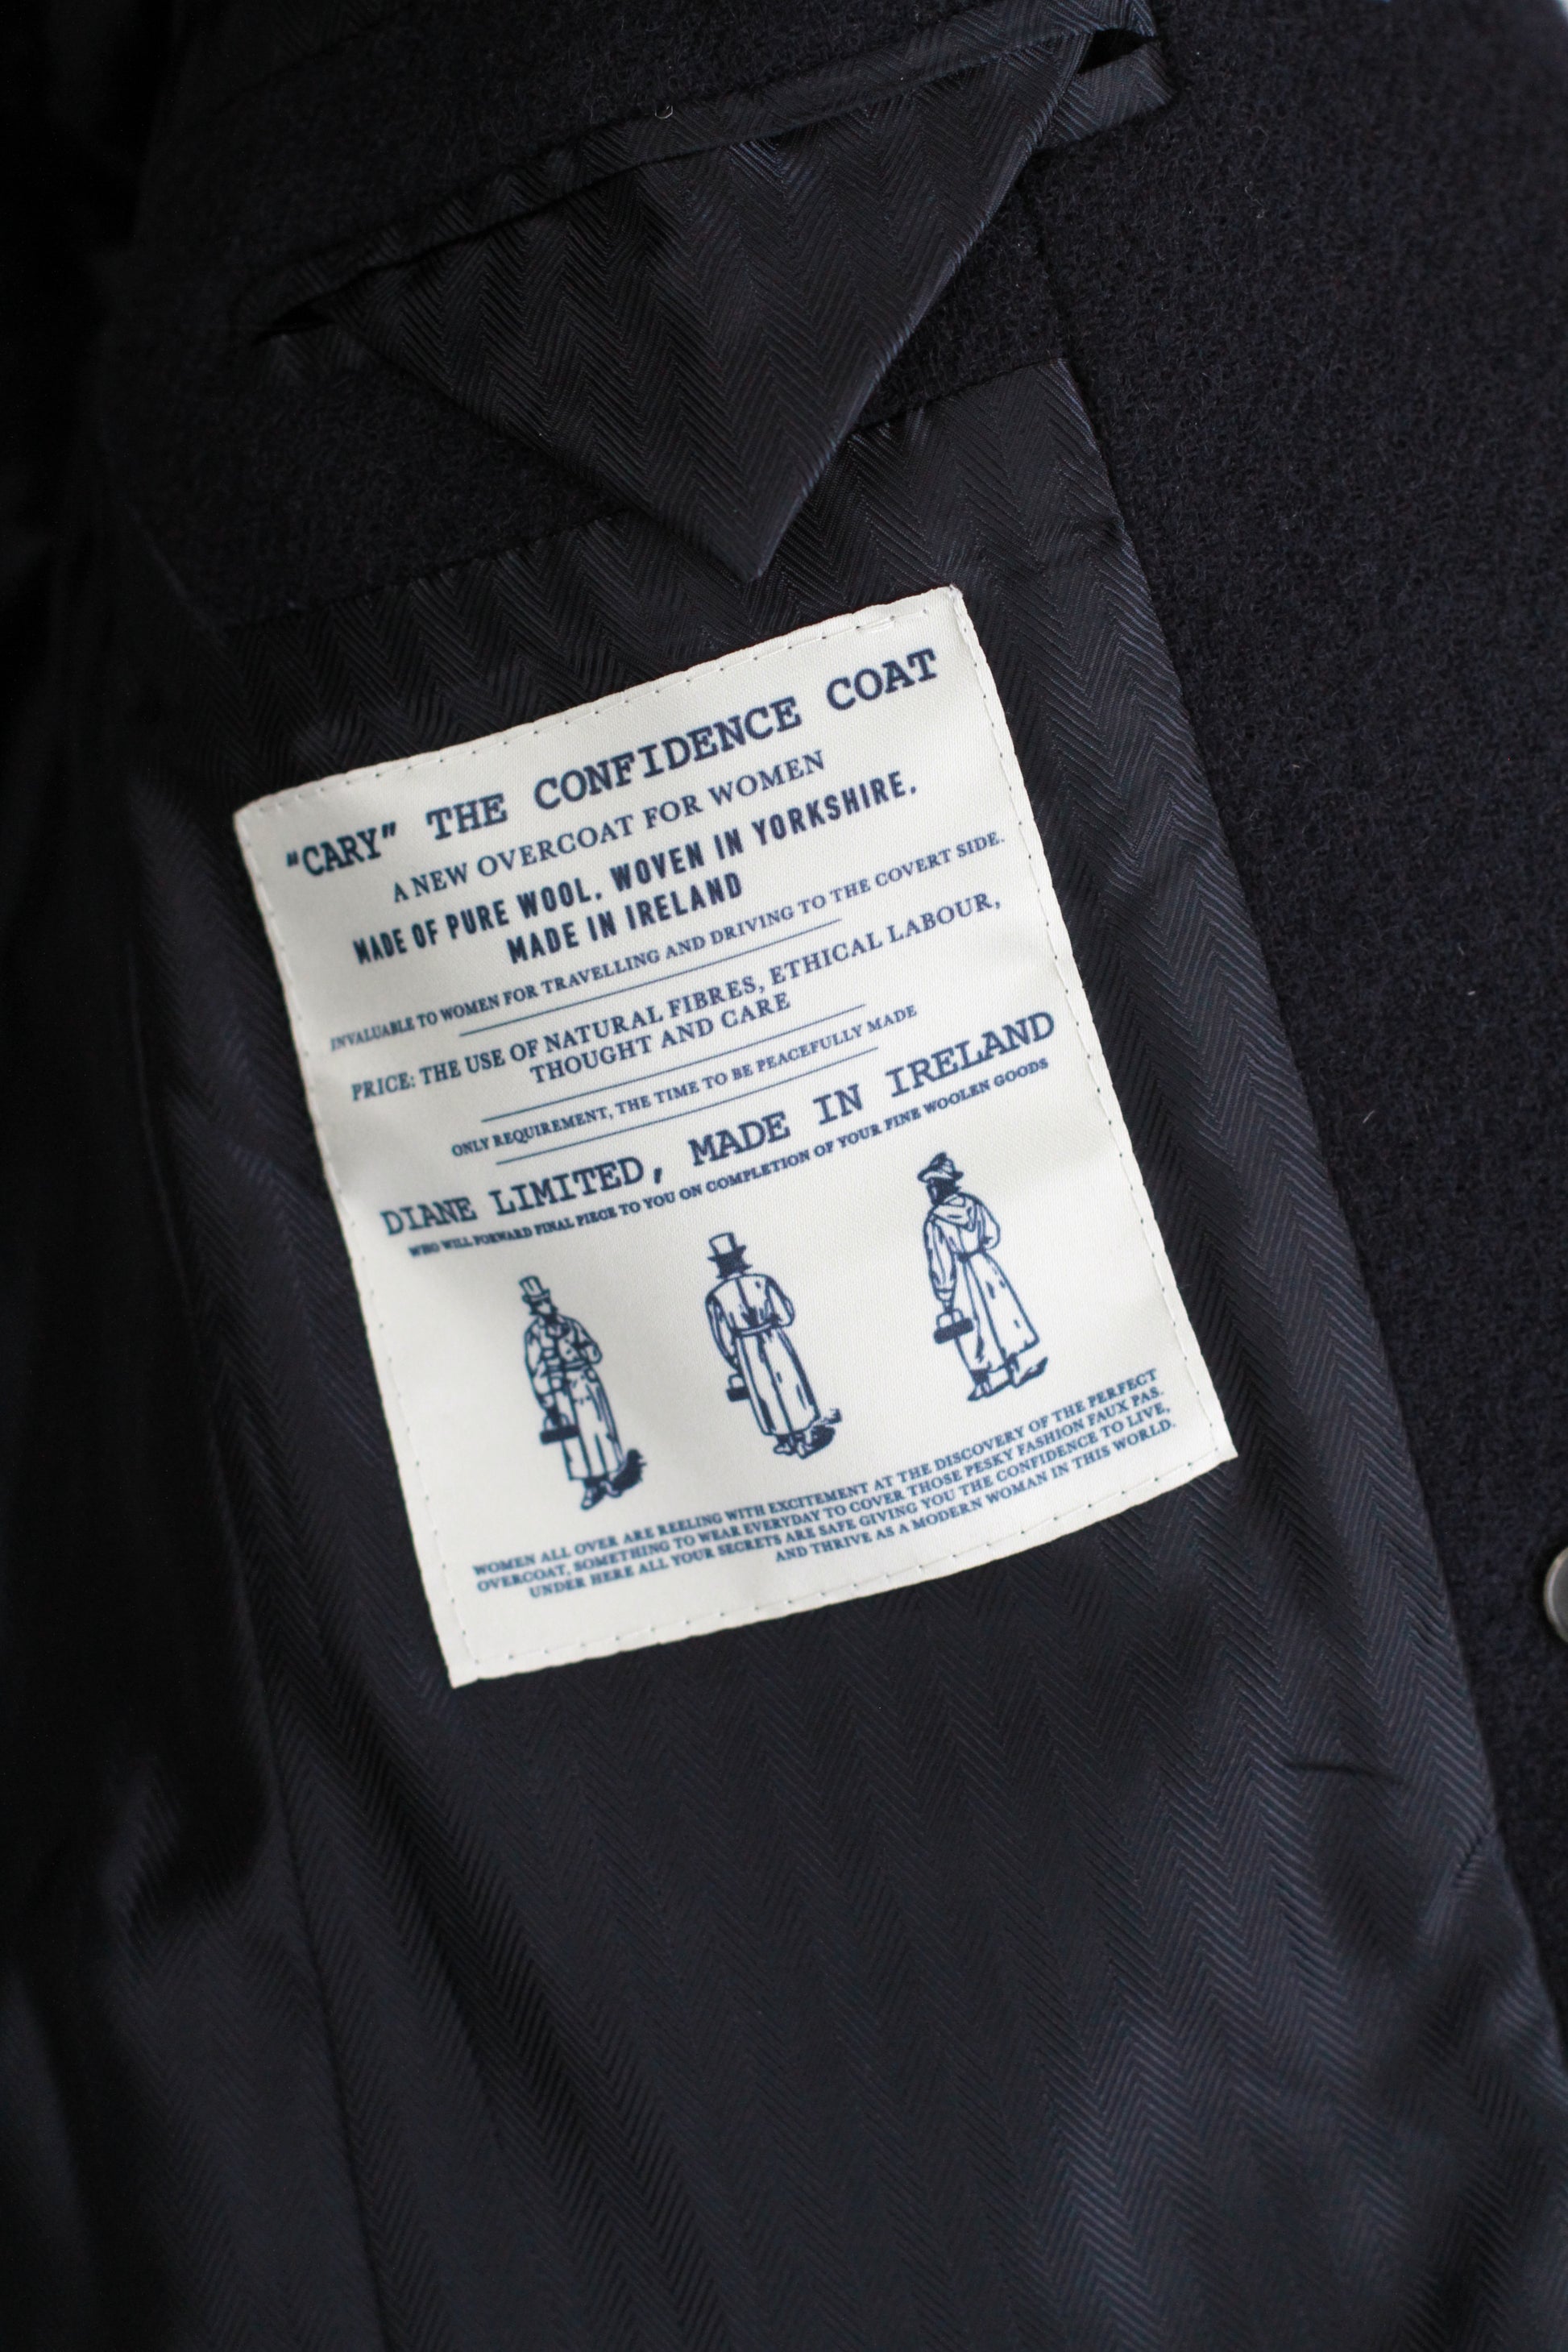 "CARY" THE CONFIDENCE COAT
A NEW OVERCOAT FOR WOMEN
MADE OF PURE WOOL. WOVEN IN YORKSHIRE.
MADE IN IRELAND
INVALUABLE TO WOMEN FOR TRAVELLING AND DRIVING TO THE COVERT SIDE.
PRICE: THE USE OF NATURAL FIBRES, ETHICAL LABOUR,
THOUGHT AND CARE
ONLY REQUIREMENT, THE TIME TO BE PEACEFULLY MADE
DIANE LIMITED, MADE IN IRELAND
WHO WILL FORWARD FINAL PIECE TO YOU ON COMPLETION OF YOUR FINE WOOLEN GOODS
WOMEN ALL OVER ARE REELING WITH EXCITEMENT AT THE DISCOVERY OF THE PERFECT
OVERCOAT, SOMETHING TO WEAR EVERYDAY TO COVER THOSE PESKY FASHION FAUX PAS.
UNDER HERE ALL YOUR SECRETS ARE SAFE GIVING YOU THE CONFIDENCE TO LIVE,
AND THRIVE AS A MODERN WOMAN IN THIS WORLD.